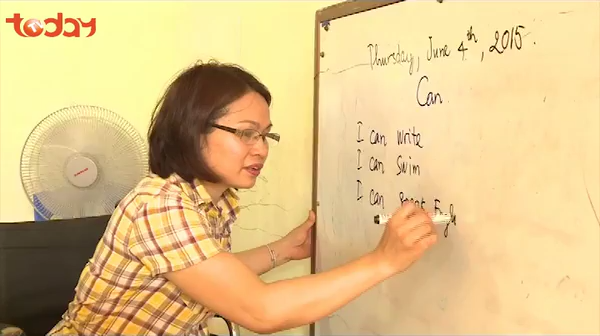 today
Thursday, June 4th, 2015.
Can
I can write
I can swim
I can